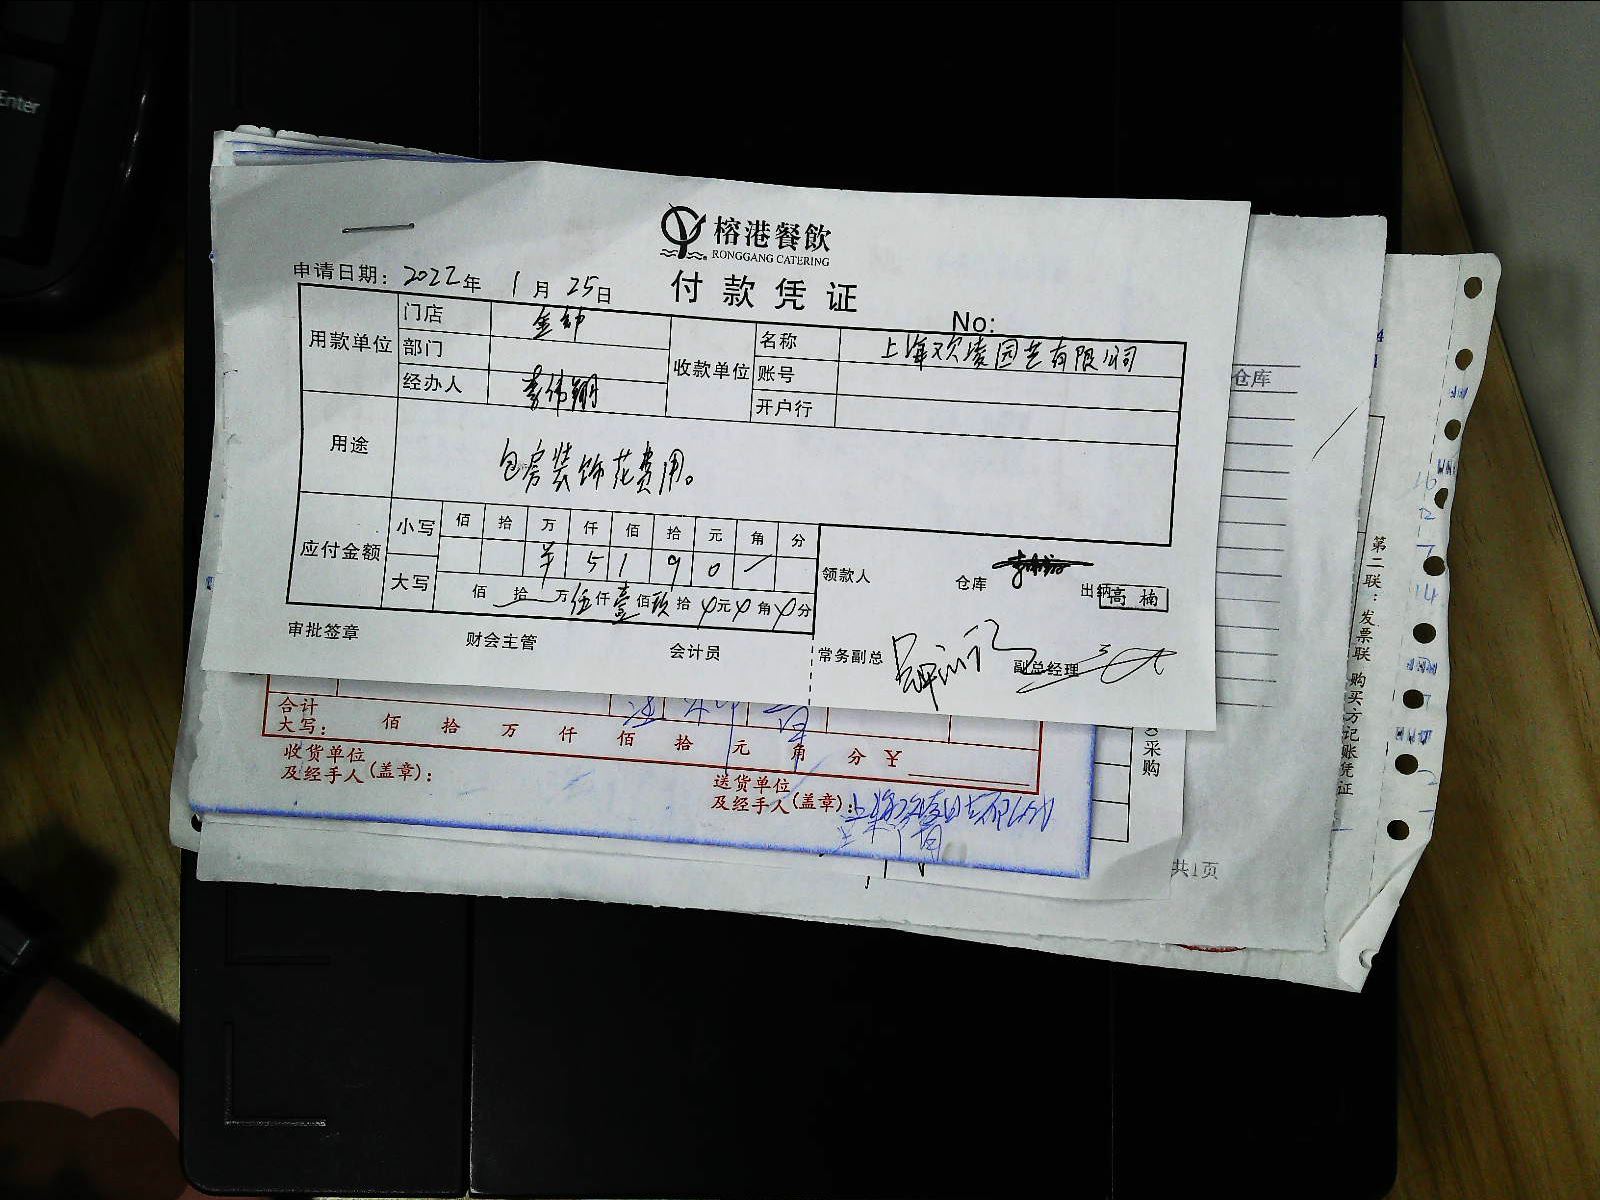 Enter
榕港餐飲
RONGGANG CATERING
付款凭证
申请日期: 2022年 1月 25日
No:
用款单位 门店 金钟 收款单位 名称 上海欢凌园艺有限公司
部门 账号
经办人 李伟翔 开户行
用途 包房装饰花费用。
应付金额 小写 佰 拾 万 仟 佰 拾 元 角 分
¥ 5 1 9 0 —
大写 佰 拾 万 伍仟 壹佰 玖拾 元 角 分
领款人 仓库 出纳 高楠
审批签章 财会主管 会计员 常务副总 副总经理
合计
大写: 佰 拾 万 仟 佰 拾 元 角 分 ¥
收货单位
及经手人(盖章):
送货单位
及经手人(盖章):
仓库
采购
共1页
第二联:发票联 购买方记账凭证